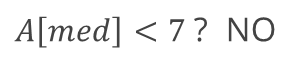 A[med] < 7 ? NO